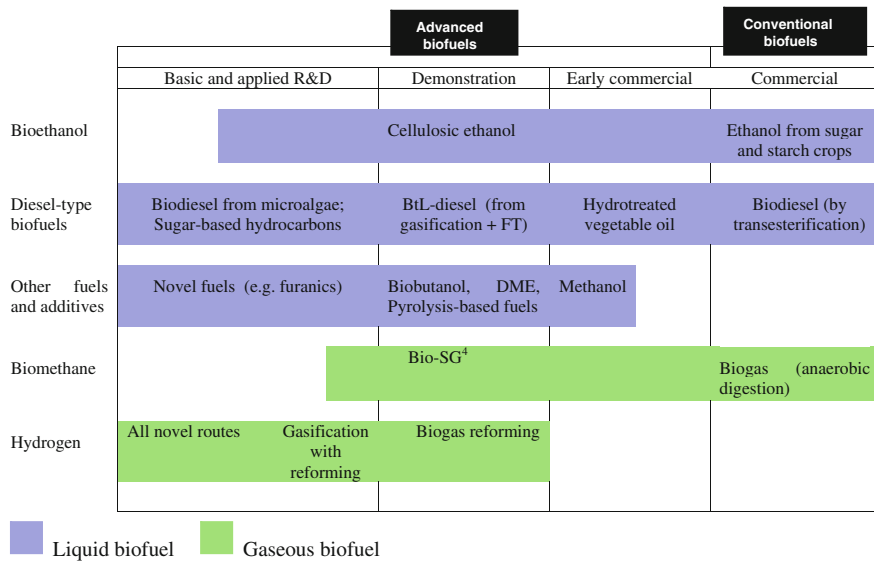 Advanced
biofuels
Conventional
biofuels
Basic and applied R&D
Demonstration
Early commercial
Commercial
Bioethanol
Cellulosic ethanol
Ethanol from sugar
and starch crops
Diesel-type
biofuels
Biodiesel from microalgae;
Sugar-based hydrocarbons
BtL-diesel (from
gasification + FT)
Hydrotreated
vegetable oil
Biodiesel (by
transesterification)
Other fuels
and additives
Novel fuels (e.g. furanics)
Biobutanol, DME,
Pyrolysis-based fuels
Methanol
Biomethane
Bio-SG4
Biogas (anaerobic
digestion)
Hydrogen
All novel routes
Gasification
with
reforming
Biogas reforming
Liquid biofuel
Gaseous biofuel